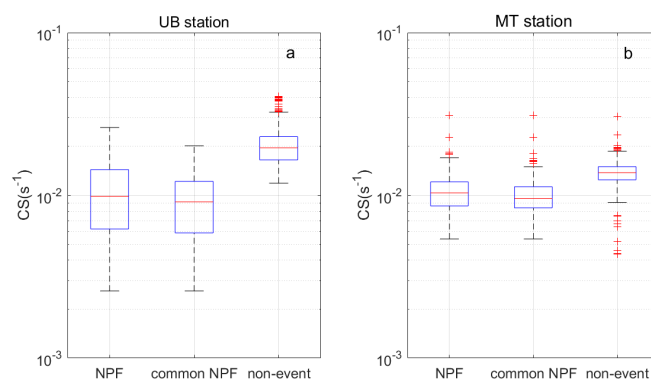 UB station
a
10^-1
10^-2
10^-3
CS(s^-1)
NPF common NPF non-event
MT station
b
10^-1
10^-2
10^-3
CS(s^-1)
NPF common NPF non-event